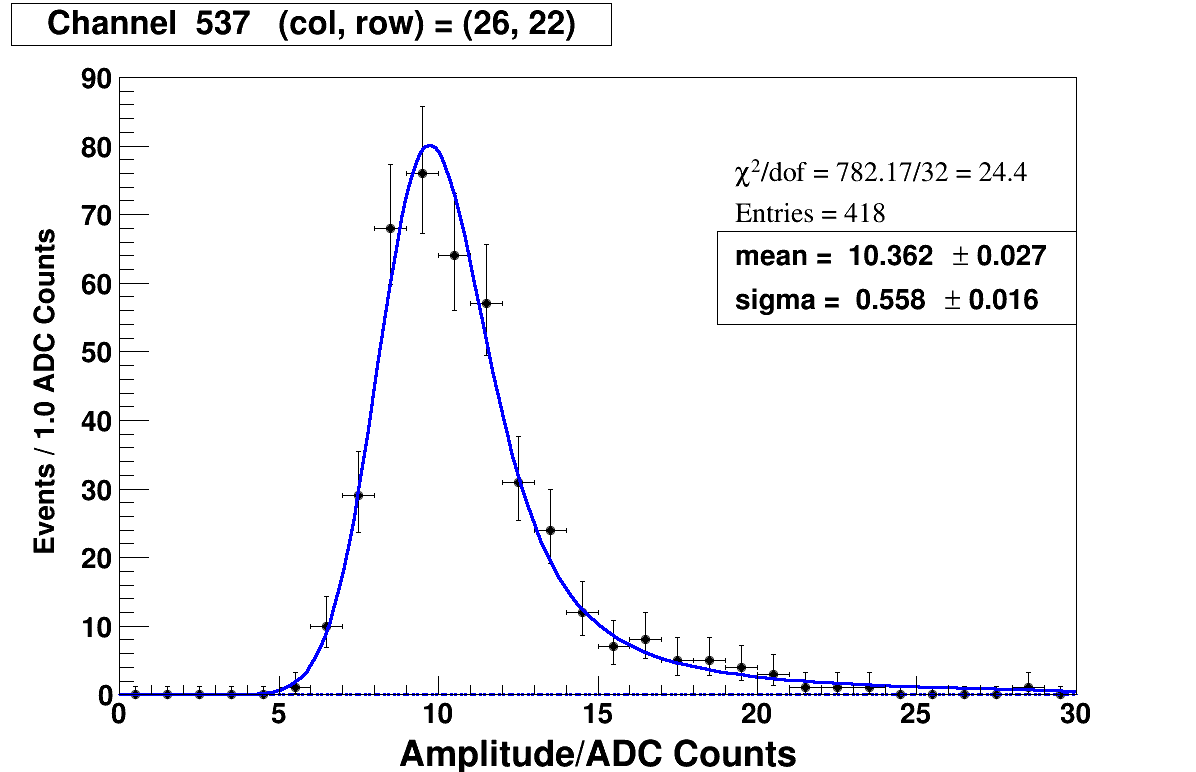 Channel 537 (col, row) = (26, 22)
χ²/dof = 782.17/32 = 24.4
Entries = 418
mean = 10.362 ± 0.027
sigma = 0.558 ± 0.016
Events / 1.0 ADC Counts
90
80
70
60
50
40
30
20
10
0
0 5 10 15 20 25 30
Amplitude/ADC Counts